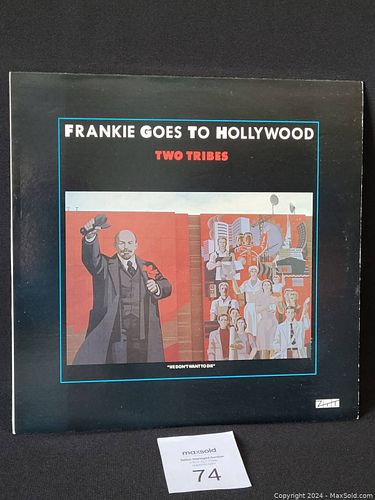 FRANKIE GOES TO HOLLYWOOD
TWO TRIBES
"WE DON'T WANT TO DIE"
ZTT
maxsold
74
Copyright 2024 - MaxSold.com